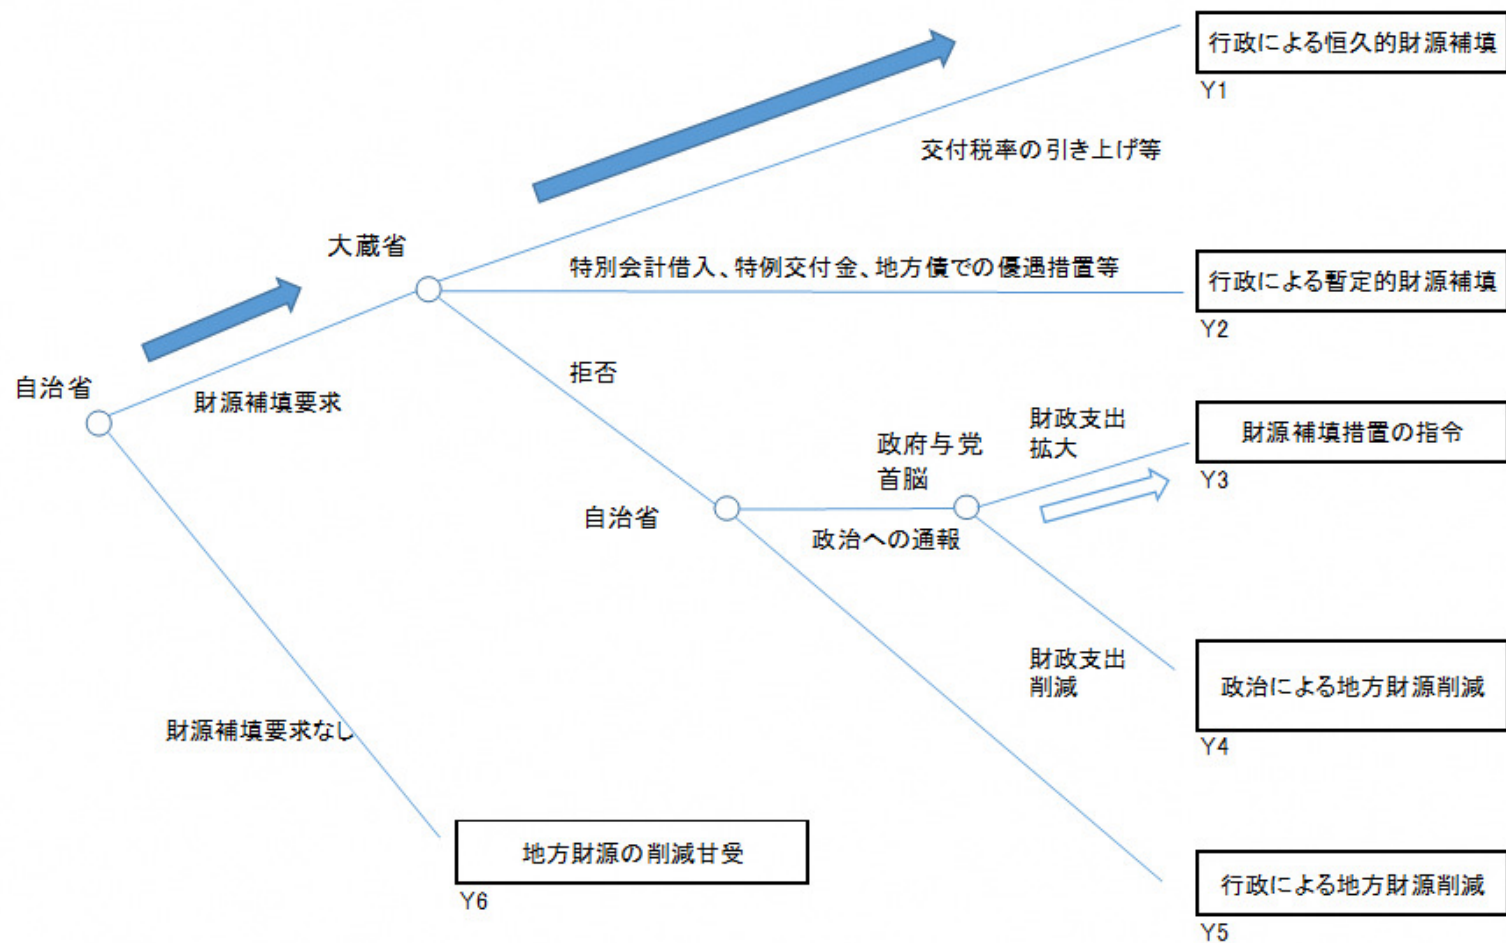 行政による恒久的財源補填
Y1
交付税率の引き上げ等
大蔵省
特別会計借入、特例交付金、地方債での優遇措置等
行政による暫定的財源補填
Y2
自治省
財源補填要求
拒否
財政支出
拡大
政府与党
首脳
財源補填措置の指令
Y3
自治省
政治への通報
財政支出
削減
政治による地方財源削減
Y4
財源補填要求なし
地方財源の削減甘受
Y6
行政による地方財源削減
Y5